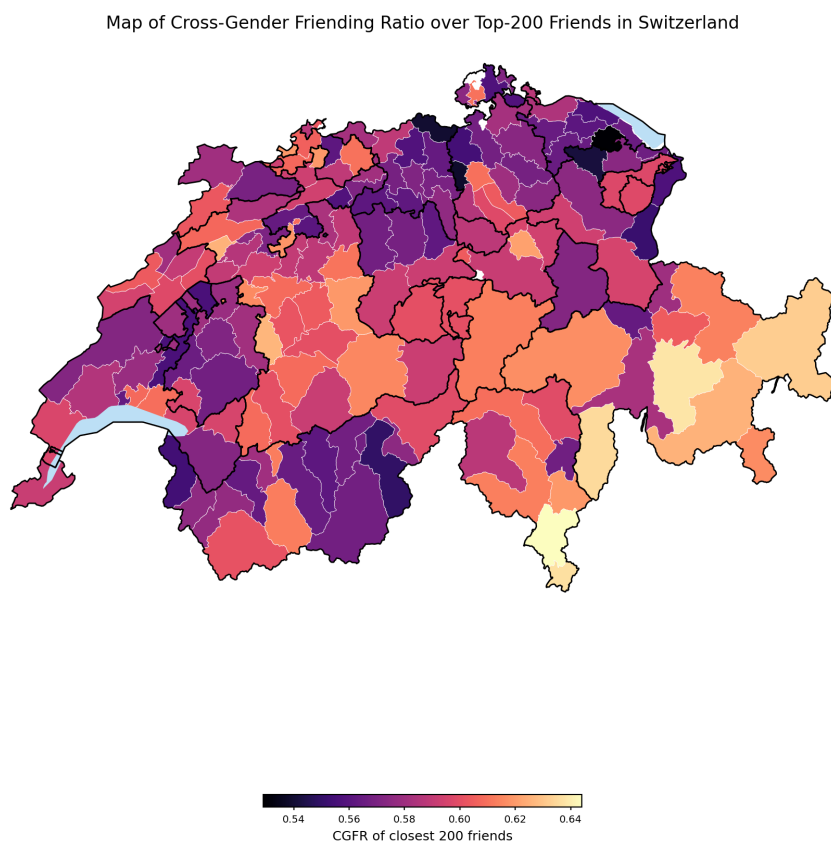 Map of Cross-Gender Friending Ratio over Top-200 Friends in Switzerland
0.54 0.56 0.58 0.60 0.62 0.64
CGFR of closest 200 friends